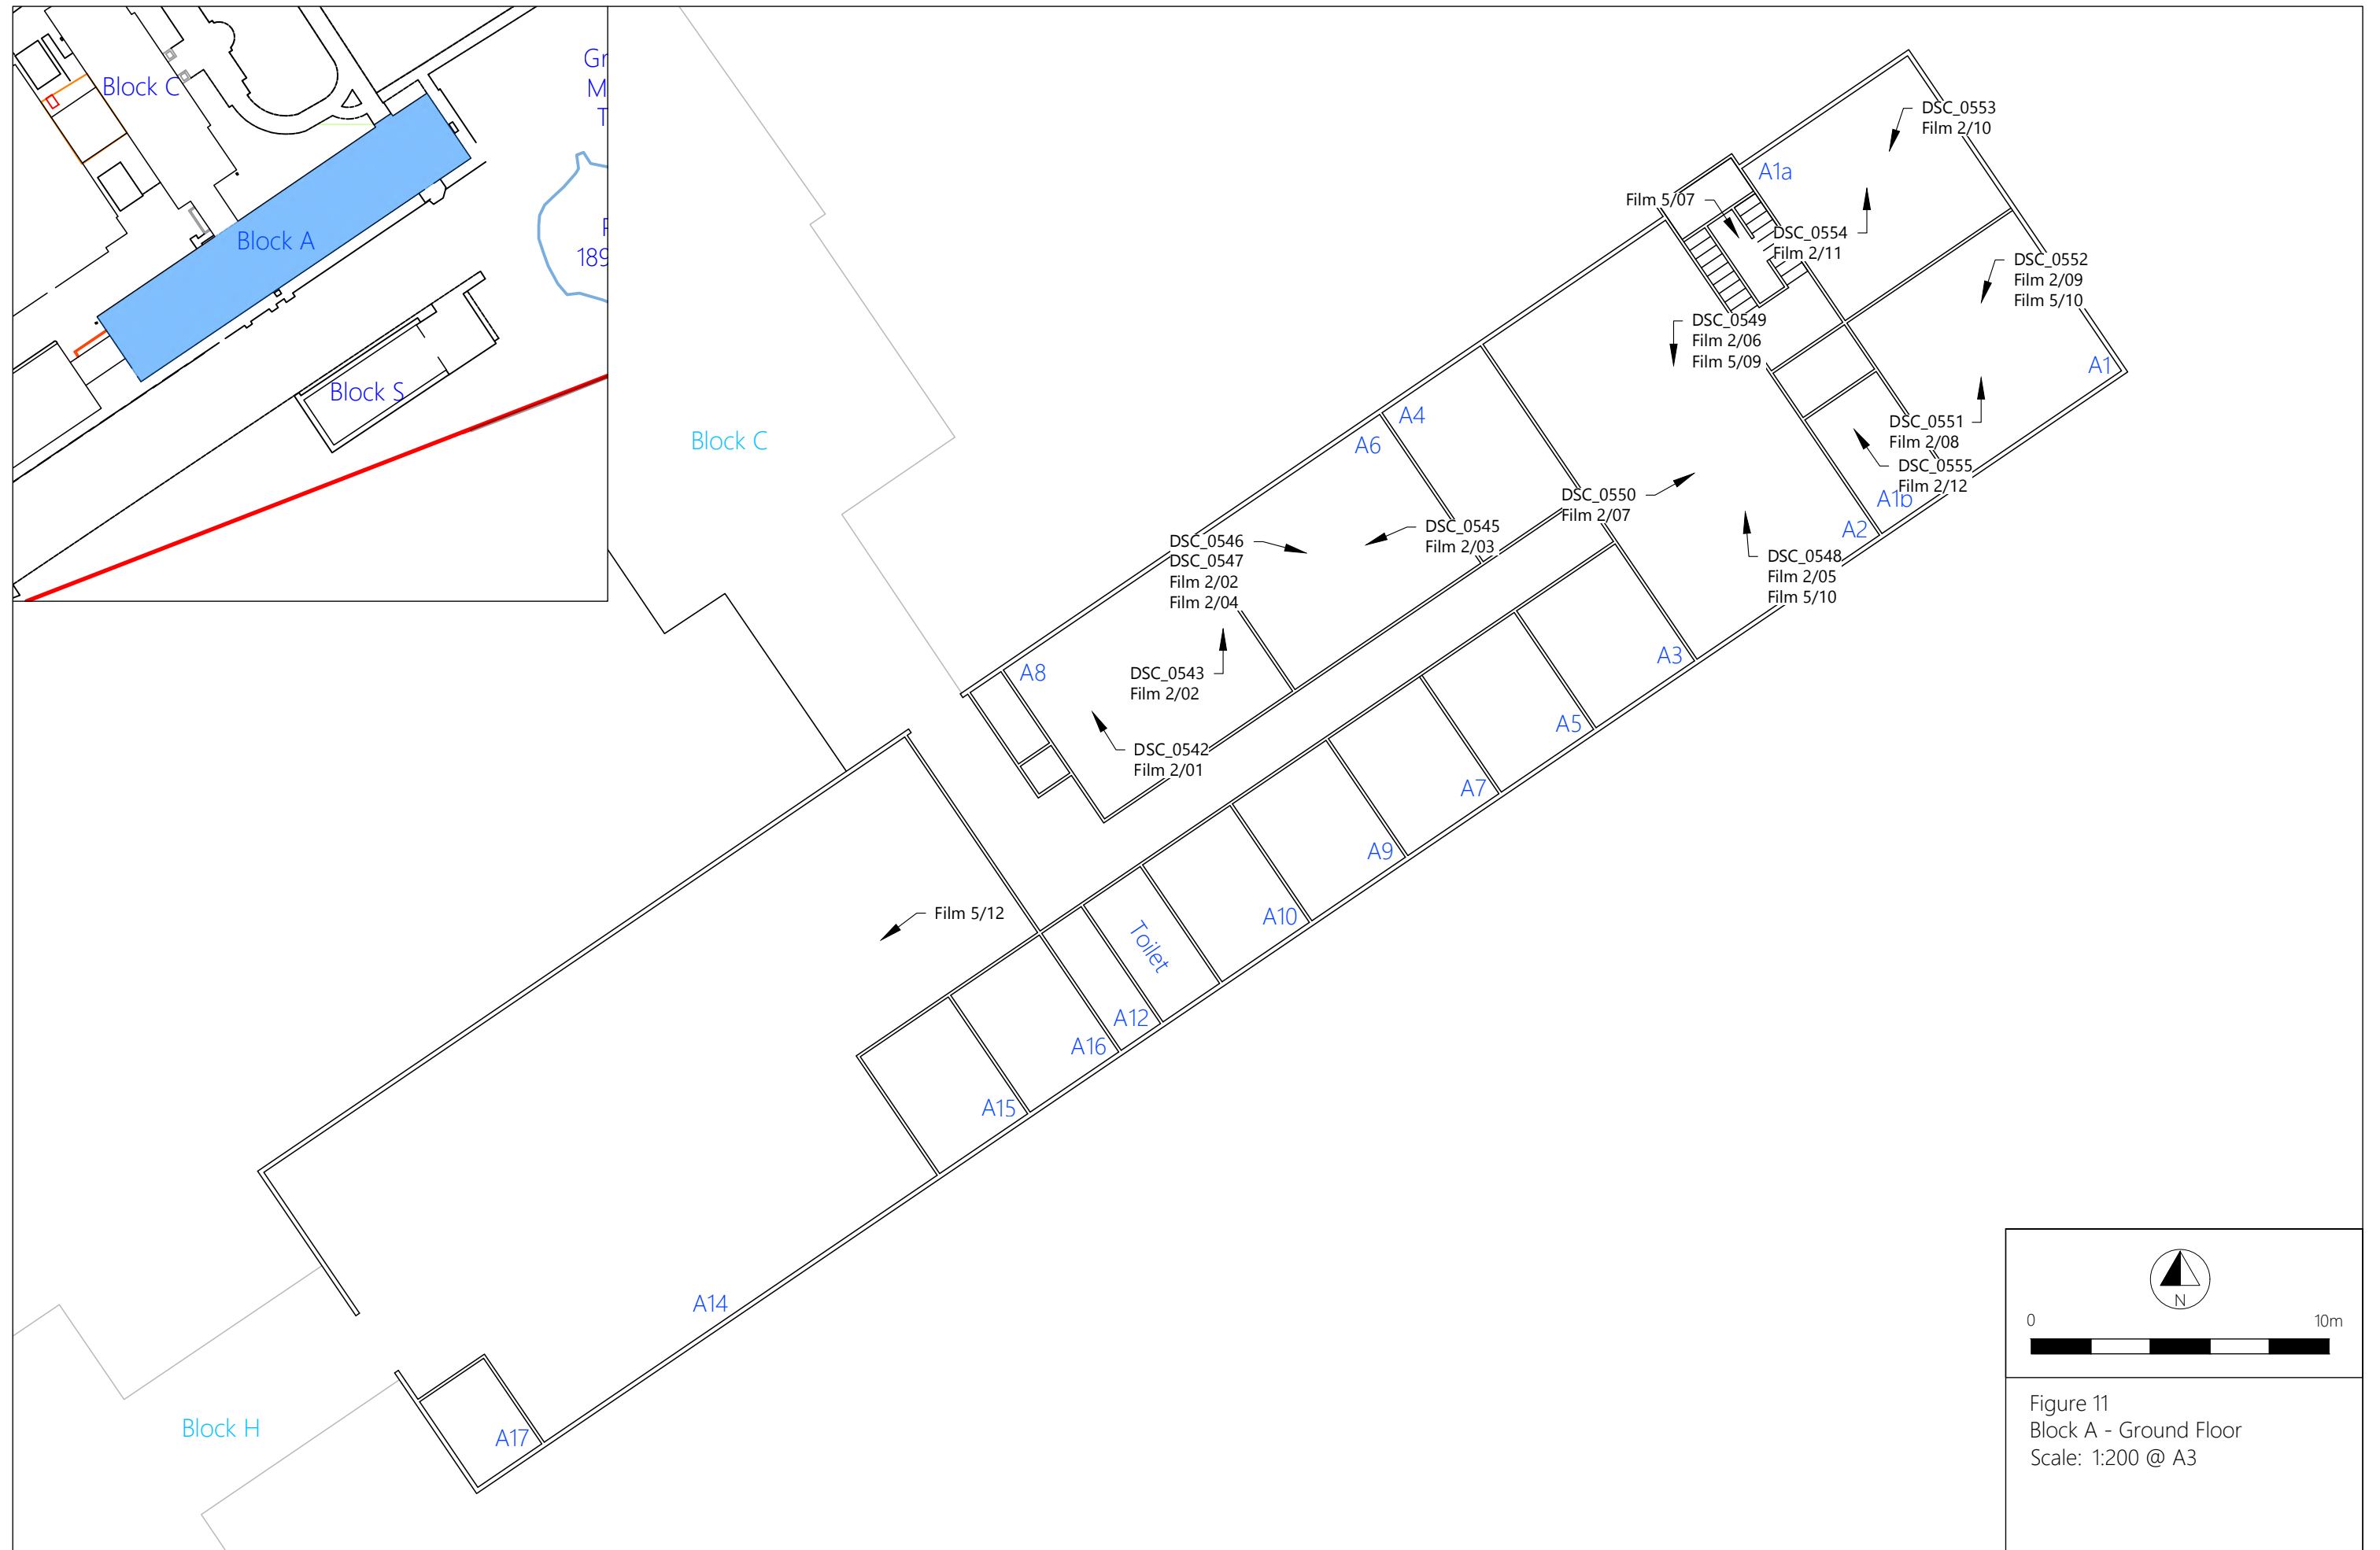 Block C
Block A
Block S
Gr
M
T
F
189
Block C
DSC_0553
Film 2/10
A1a
Film 5/07
DSC_0554
Film 2/11
DSC_0552
Film 2/09
Film 5/10
DSC_0549
Film 2/06
Film 5/09
A1
A4
A6
DSC_0551
Film 2/08
DSC_0555
Film 2/12
A1b
A2
DSC_0550
Film 2/07
DSC_0545
Film 2/03
DSC_0546
DSC_0547
Film 2/02
Film 2/04
DSC_0548
Film 2/05
Film 5/10
A8
DSC_0543
Film 2/02
A3
A5
DSC_0542
Film 2/01
A7
A9
Film 5/12
A10
Toilet
A12
A16
A15
A14
A17
Block H
N
0
10m
Figure 11
Block A - Ground Floor
Scale: 1:200 @ A3